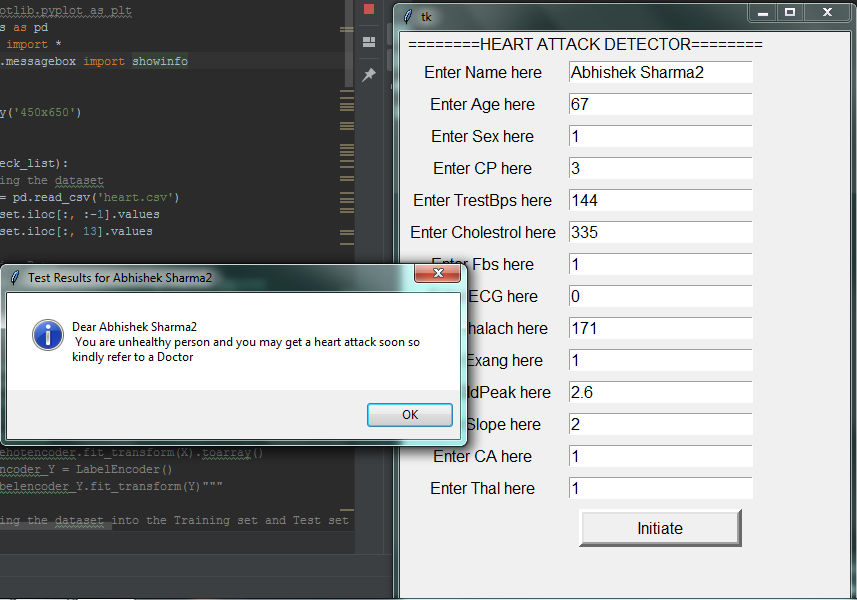 otlib.pyplot as plt
s as pd
import *
.messagebox import showinfo
y('450x650')
eck_list):
ing the dataset
= pd.read_csv('heart.csv')
set.iloc[:, :-1].values
set.iloc[:, 13].values
ehotencoder.fit_transform(X).toarray()
ncoder_Y = LabelEncoder()
belencoder_Y.fit_transform(Y)"""
ing the dataset into the Training set and Test set
tk
========HEART ATTACK DETECTOR========
Enter Name here Abhishek Sharma2
Enter Age here 67
Enter Sex here 1
Enter CP here 3
Enter TrestBps here 144
Enter Cholestrol here 335
Enter Fbs here 1
ECG here 0
halach here 171
Exang here 1
ldPeak here 2.6
Slope here 2
Enter CA here 1
Enter Thal here 1
Initiate
Test Results for Abhishek Sharma2
Dear Abhishek Sharma2
You are unhealthy person and you may get a heart attack soon so
kindly refer to a Doctor
OK